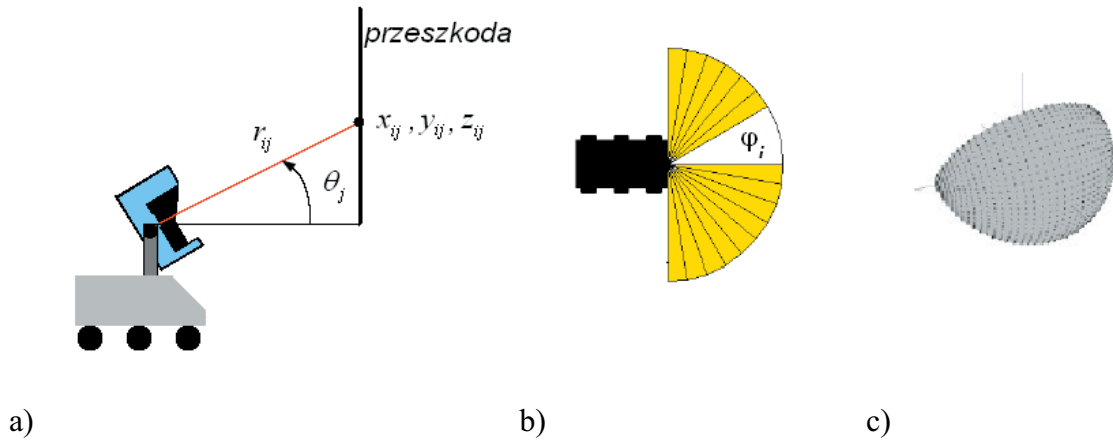 przeszkoda
x_ij , y_ij, z_ij
r_ij
θ_j
φ_i
a) b) c)